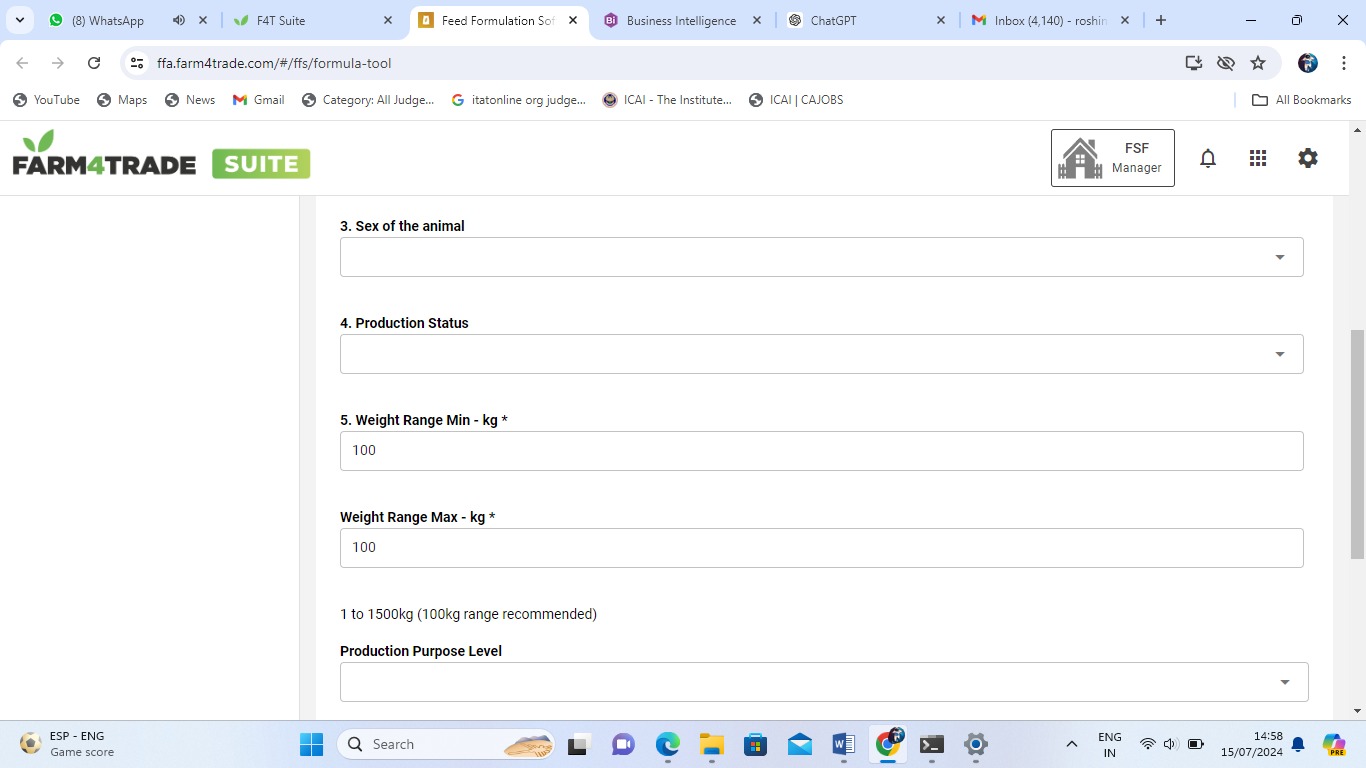 (8) WhatsApp
F4T Suite
Feed Formulation Sof
Business Intelligence
ChatGPT
Inbox (4,140) - roshin
ffa.farm4trade.com/#/ffs/formula-tool
YouTube
Maps
News
Gmail
Category: All Judge...
itatonline org judge...
ICAI - The Institute...
ICAI | CAJOBS
All Bookmarks
FARM4TRADE SUITE
FSF
Manager
3. Sex of the animal
4. Production Status
5. Weight Range Min - kg *
100
Weight Range Max - kg *
100
1 to 1500kg (100kg range recommended)
Production Purpose Level
ESP - ENG
Game score
Search
PRE
ENG
IN
14:58
15/07/2024